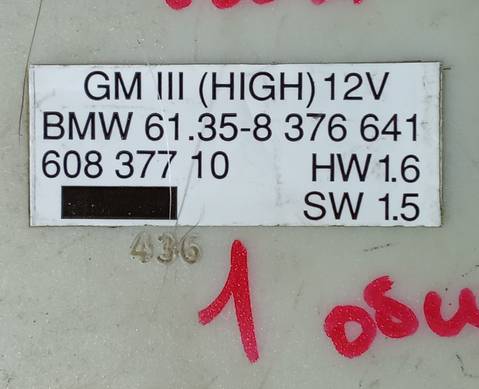 GM III (HIGH) 12V
BMW 61.35-8 376 641
608 377 10 HW 1.6
SW 1.5
436
1 оби